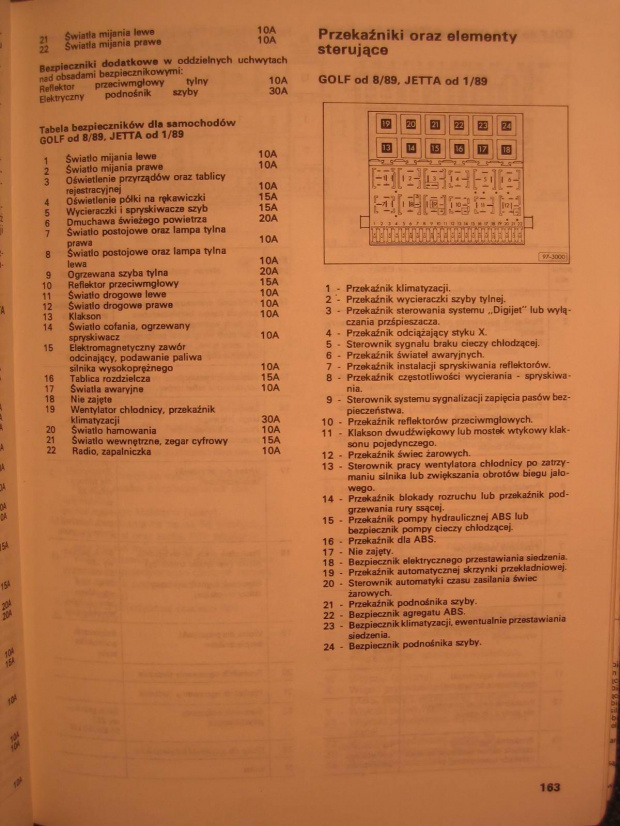 21 Światła mijania lewe 10A
22 Światła mijania prawe 10A
Bezpieczniki dodatkowe w oddzielnych uchwytach
nad obsadami bezpiecznikowymi:
Reflektor przeciwmgłowy tylny 10A
Elektryczny podnośnik szyby 30A
Tabela bezpieczników dla samochodów
GOLF od 8/89, JETTA od 1/89
1 Światło mijania lewe 10A
2 Światło mijania prawe 10A
3 Oświetlenie przyrządów oraz tablicy
rejestracyjnej 10A
4 Oświetlenie półki na rękawiczki 15A
5 Wycieraczki i spryskiwacze szyb 15A
6 Dmuchawa świeżego powietrza 20A
7 Światło postojowe oraz lampa tylna
prawa 10A
8 Światło postojowe oraz lampa tylna
lewa 10A
9 Ogrzewana szyba tylna 20A
10 Reflektor przeciwmgłowy 15A
11 Światło drogowe lewe 10A
12 Światło drogowe prawe 10A
13 Klakson 10A
14 Światło cofania, ogrzewany
spryskiwacz 10A
15 Elektromagnetyczny zawór
odcinający, podawanie paliwa
silnika wysokoprężnego 10A
16 Tablica rozdzielcza 15A
17 Światła awaryjne 10A
18 Nie zajęte
19 Wentylator chłodnicy, przekaźnik
klimatyzacji 30A
20 Światło hamowania 10A
21 Światło wewnętrzne, zegar cyfrowy 15A
22 Radio, zapalniczka 10A
Przekaźniki oraz elementy
sterujące
GOLF od 8/89, JETTA od 1/89
19 20 21 22 23 24
13 14 15 16 17 18
97-2000
1 - Przekaźnik klimatyzacji.
2 - Przekaźnik wycieraczki szyby tylnej.
3 - Przekaźnik sterowania systemu „Digijet" lub wyłą-
czania przśpieszacza.
4 - Przekaźnik odciążający styku X.
5 - Sterownik sygnału braku cieczy chłodzącej.
6 - Przekaźnik świateł awaryjnych.
7 - Przekaźnik instalacji spryskiwania reflektorów.
8 - Przekaźnik częstotliwości wycierania - spryskiwa-
nia.
9 - Sterownik systemu sygnalizacji zapięcia pasów bez-
pieczeństwa.
10 - Przekaźnik reflektorów przeciwmgłowych.
11 - Klakson dwudźwiękowy lub mostek wtykowy klak-
sonu pojedynczego.
12 - Przekaźnik świec żarowych.
13 - Sterownik pracy wentylatora chłodnicy po zatrzy-
maniu silnika lub zwiększania obrotów biegu jało-
wego.
14 - Przekaźnik blokady rozruchu lub przekaźnik pod-
grzewania rury ssącej.
15 - Przekaźnik pompy hydraulicznej ABS lub
bezpiecznik pompy cieczy chłodzącej.
16 - Przekaźnik dla ABS.
17 - Nie zajęty.
18 - Bezpiecznik elektrycznego przestawiania siedzenia.
19 - Przekaźnik automatycznej skrzynki przekładniowej.
20 - Sterownik automatyki czasu zasilania świec
żarowych.
21 - Przekaźnik podnośnika szyby.
22 - Bezpiecznik agregatu ABS.
23 - Bezpiecznik klimatyzacji, ewentualnie przestawiania
siedzenia.
24 - Bezpiecznik podnośnika szyby.
163